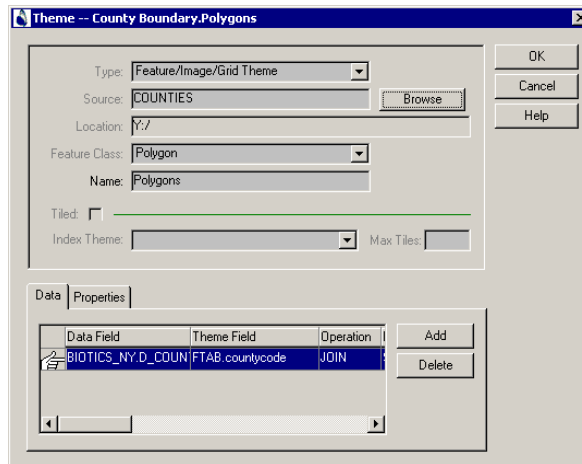 Theme -- County Boundary.Polygons
Type: Feature/Image/Grid Theme
OK
Source: COUNTIES Browse
Cancel
Location: Y:/
Help
Feature Class: Polygon
Name: Polygons
Tiled:
Index Theme: Max Tiles:
Data Properties
Data Field Theme Field Operation
Add
BIOTICS_NY.D_COUN FTAB.countycode JOIN
Delete